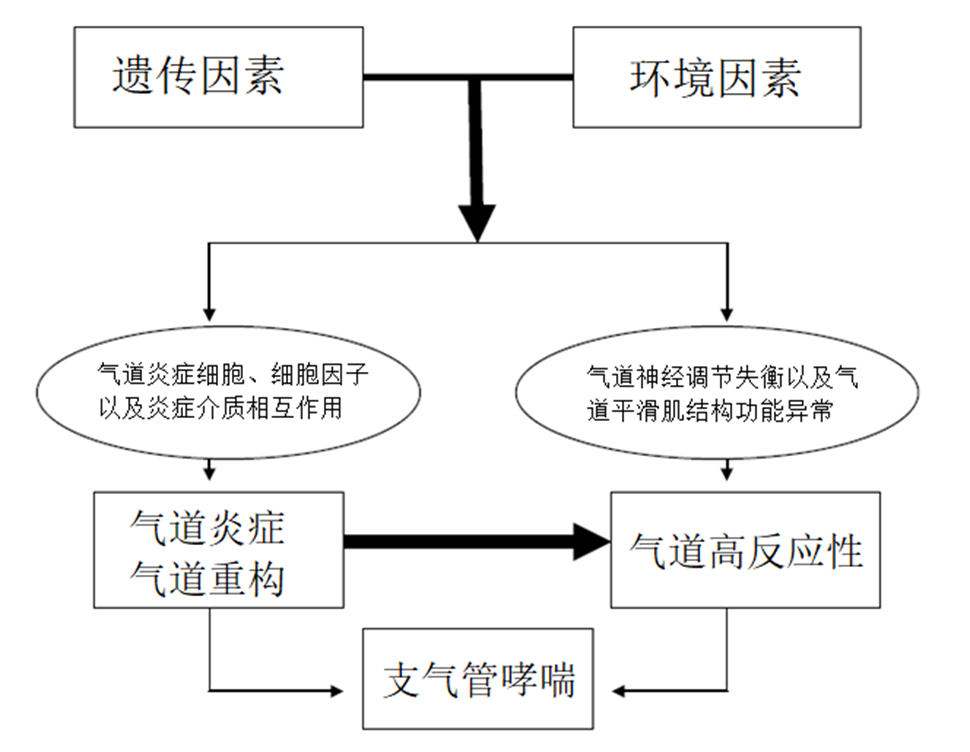 遗传因素
环境因素
气道炎症细胞、细胞因子
以及炎症介质相互作用
气道神经调节失衡以及气
道平滑肌结构功能异常
气道炎症
气道重构
气道高反应性
支气管哮喘